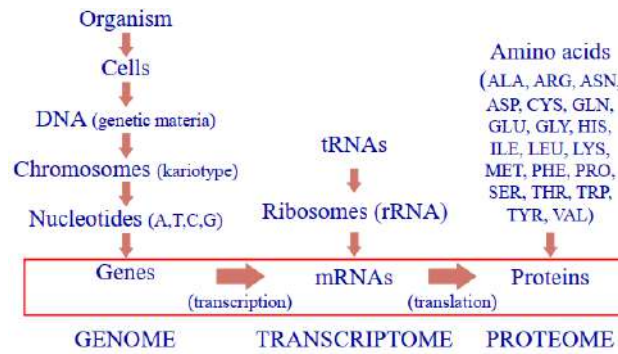 Organism
Cells
DNA (genetic materia)
Chromosomes (kariotype)
Nucleotides (A,T,C,G)
Genes
(transcription)
GENOME
tRNAs
Ribosomes (rRNA)
mRNAs
(translation)
TRANSCRIPTOME
Amino acids
(ALA, ARG, ASN,
ASP, CYS, GLN,
GLU, GLY, HIS,
ILE, LEU, LYS,
MET, PHE, PRO,
SER, THR, TRP,
TYR, VAL)
Proteins
PROTEOME